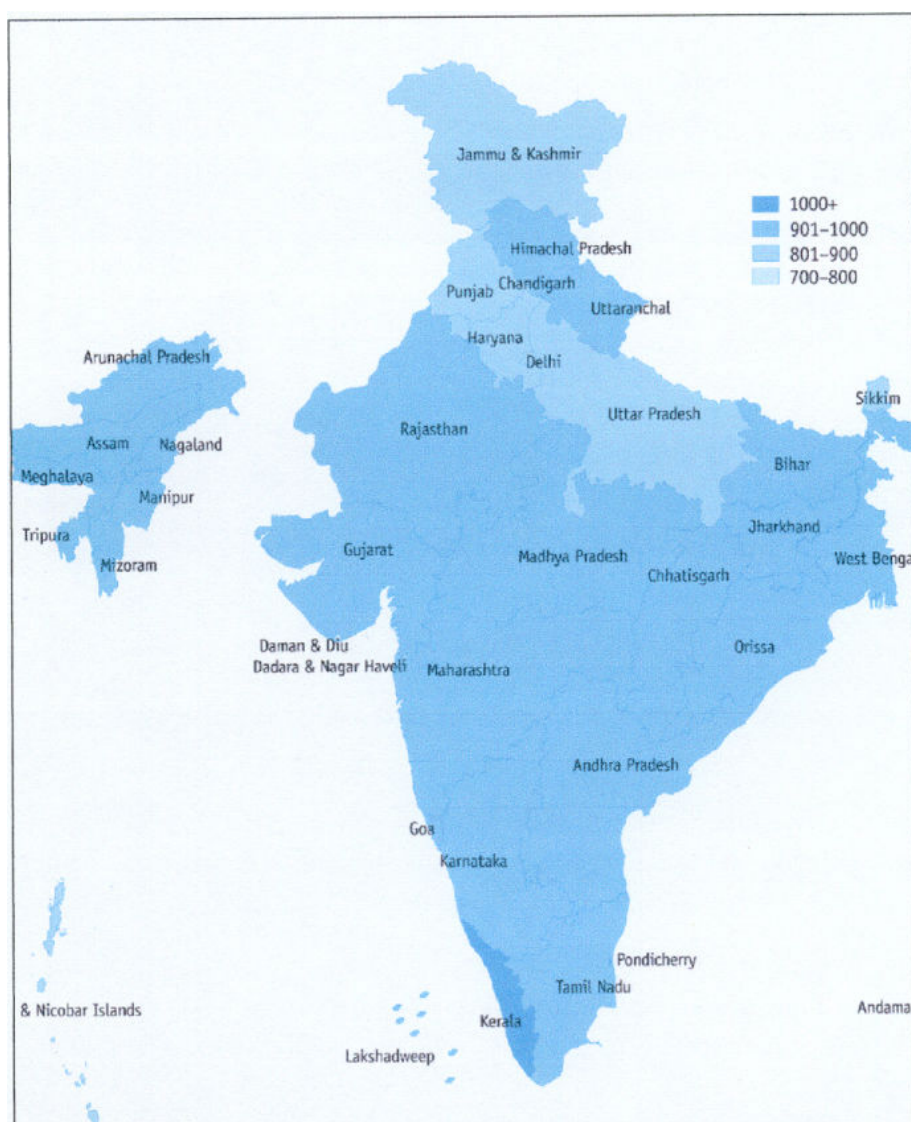 Jammu & Kashmir
1000+
901–1000
801–900
700–800
Himachal Pradesh
Chandigarh
Punjab
Uttaranchal
Haryana
Delhi
Arunachal Pradesh
Sikkim
Uttar Pradesh
Rajasthan
Assam
Nagaland
Bihar
Meghalaya
Manipur
Jharkhand
Tripura
Gujarat
Madhya Pradesh
West Benga
Mizoram
Chhatisgarh
Daman & Diu
Dadara & Nagar Haveli
Orissa
Maharashtra
Andhra Pradesh
Goa
Karnataka
Pondicherry
Tamil Nadu
& Nicobar Islands
Andama
Kerala
Lakshadweep